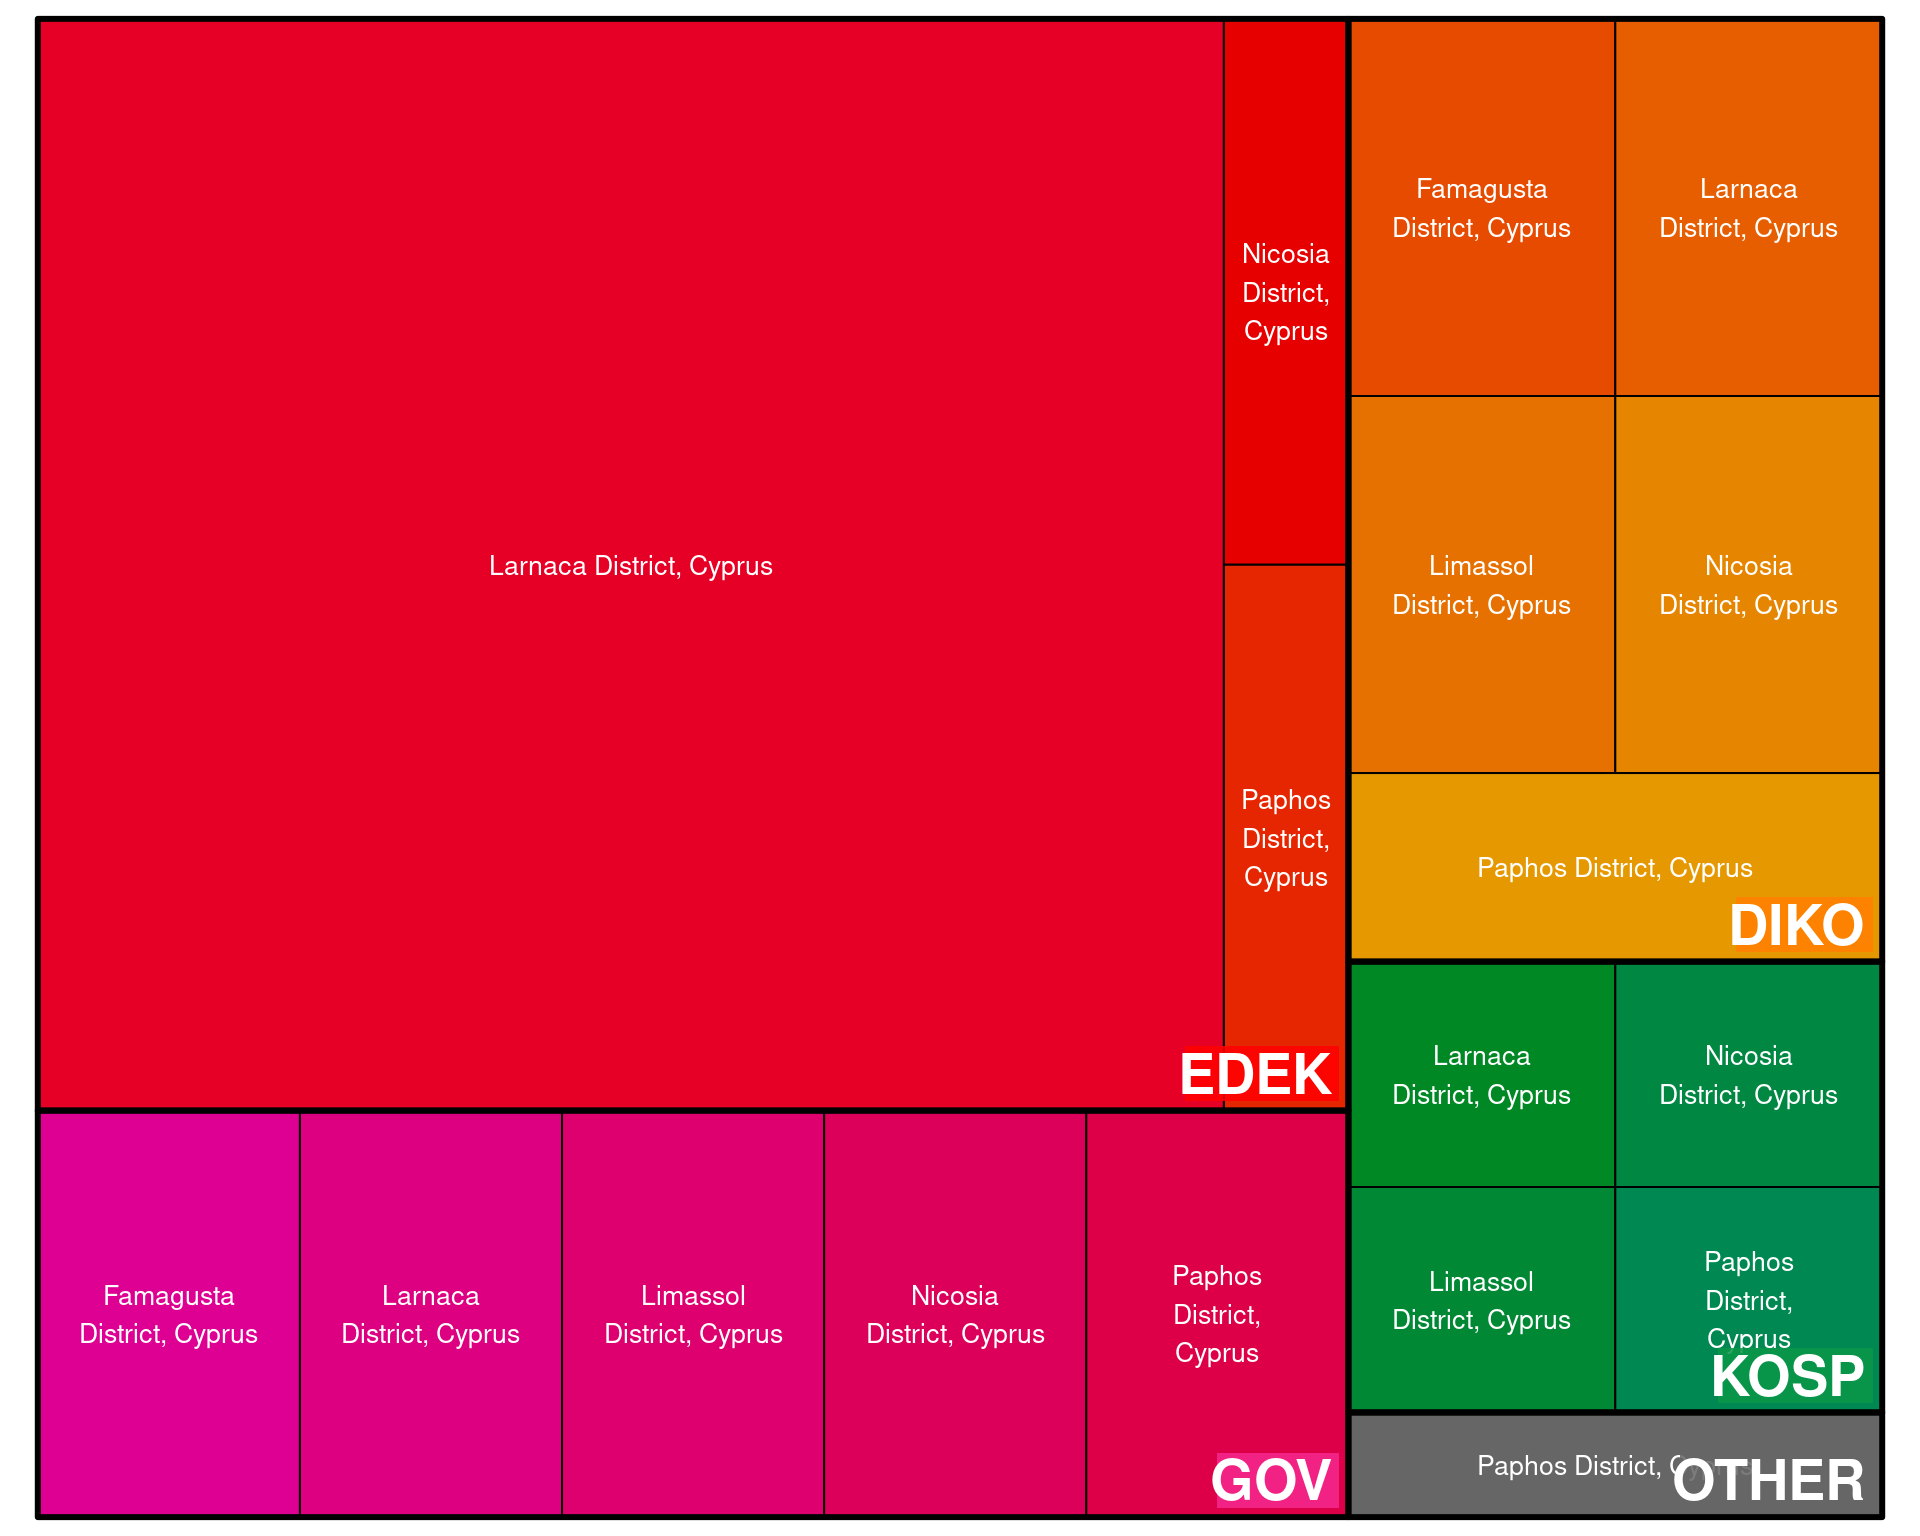 Larnaca District, Cyprus
Nicosia
District,
Cyprus
Paphos
District,
Cyprus
EDEK
Famagusta
District, Cyprus
Larnaca
District, Cyprus
Limassol
District, Cyprus
Nicosia
District, Cyprus
Paphos
District,
Cyprus
GOV
Famagusta
District, Cyprus
Larnaca
District, Cyprus
Limassol
District, Cyprus
Nicosia
District, Cyprus
Paphos District, Cyprus
DIKO
Larnaca
District, Cyprus
Nicosia
District, Cyprus
Limassol
District, Cyprus
Paphos
District,
Cyprus
KOSP
Paphos District, Cyprus
OTHER